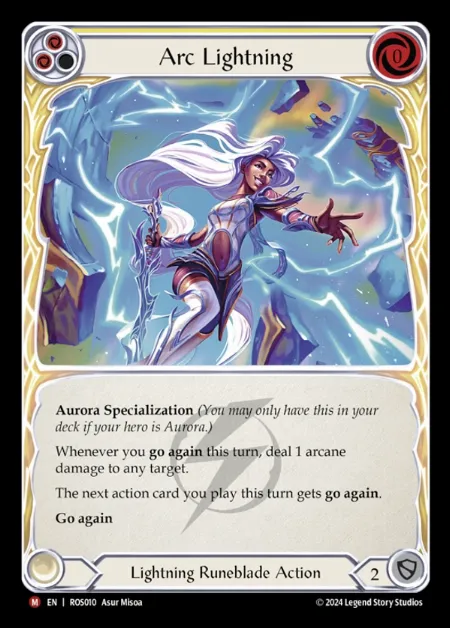 Arc Lightning
0
Aurora Specialization (You may only have this in your
deck if your hero is Aurora.)
Whenever you go again this turn, deal 1 arcane
damage to any target.
The next action card you play this turn gets go again.
Go again
Lightning Runeblade Action
2
M EN | ROS010 Asur Misoa
© 2024 Legend Story Studios